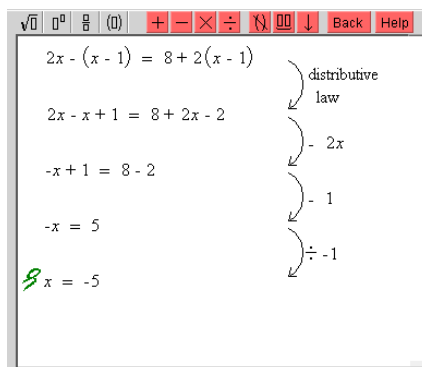 √▯ ▯▯ ▯/▯ (▯) + − × ÷ ▯▯ ↓ Back Help
2x - (x - 1) = 8 + 2(x - 1)
distributive
law
2x - x + 1 = 8 + 2x - 2
- 2x
-x + 1 = 8 - 2
- 1
-x = 5
÷ -1
x = -5